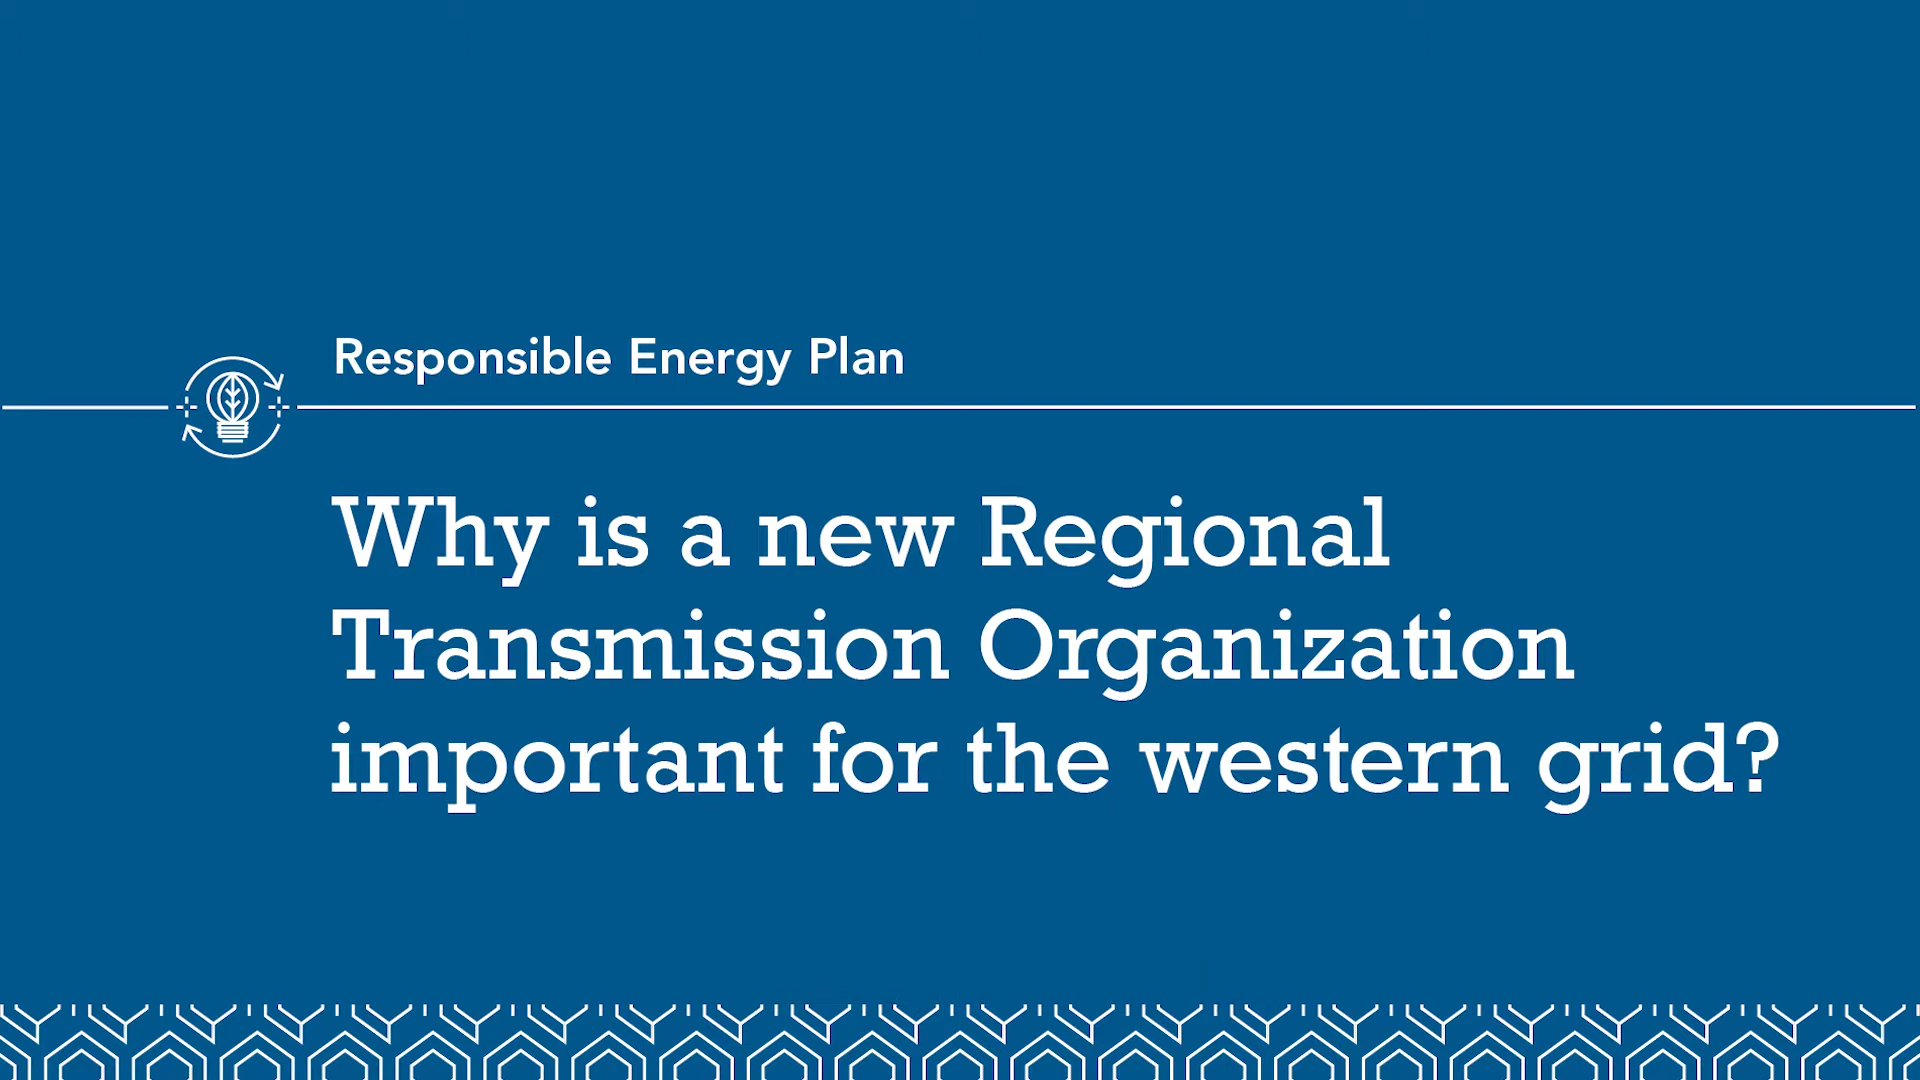 Responsible Energy Plan
Why is a new Regional
Transmission Organization
important for the western grid?